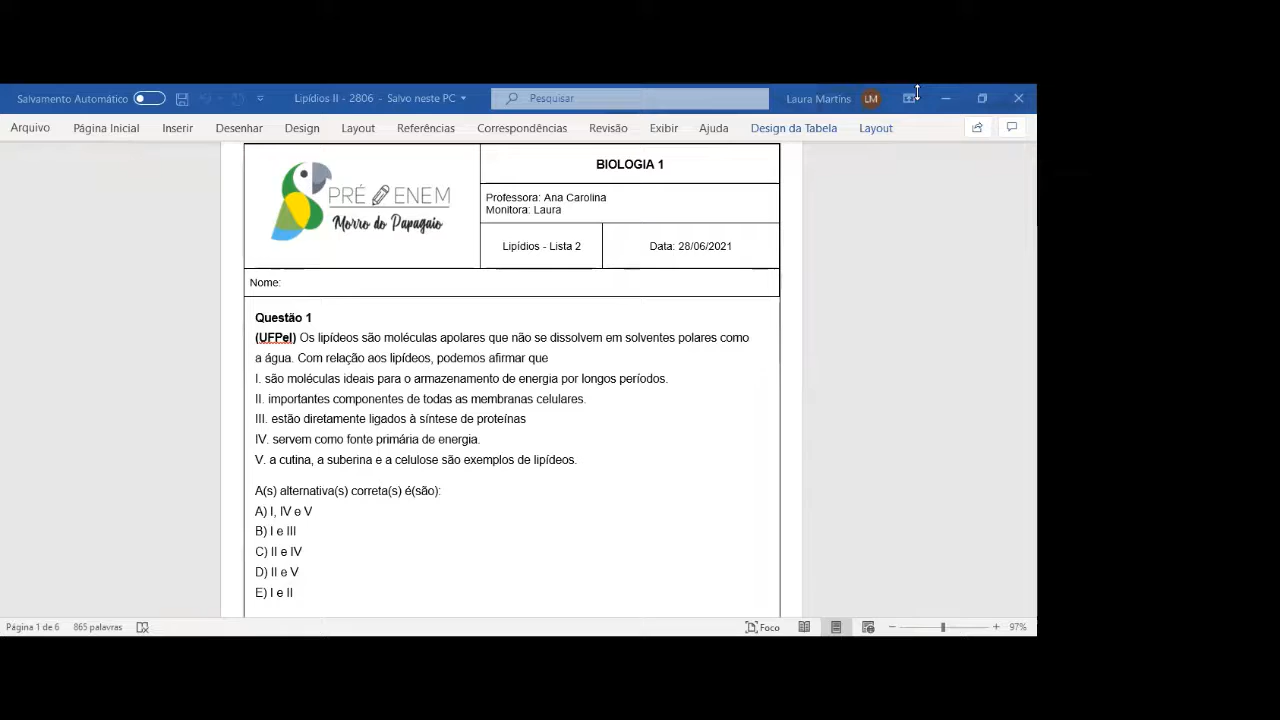 Salvamento Automático
Lipídios II - 2806 - Salvo neste PC
Pesquisar
Laura Martins
LM
Arquivo Página Inicial Inserir Desenhar Design Layout Referências Correspondências Revisão Exibir Ajuda Design da Tabela Layout
PRÉ ENEM
Morro do Papagaio
BIOLOGIA 1
Professora: Ana Carolina
Monitora: Laura
Lipídios - Lista 2
Data: 28/06/2021
Nome:
Questão 1
(UFPel) Os lipídeos são moléculas apolares que não se dissolvem em solventes polares como
a água. Com relação aos lipídeos, podemos afirmar que
I. são moléculas ideais para o armazenamento de energia por longos períodos.
II. importantes componentes de todas as membranas celulares.
III. estão diretamente ligados à síntese de proteínas
IV. servem como fonte primária de energia.
V. a cutina, a suberina e a celulose são exemplos de lipídeos.
A(s) alternativa(s) correta(s) é(são):
A) I, IV e V
B) I e III
C) II e IV
D) II e V
E) I e II
Página 1 de 6 865 palavras
Foco
97%